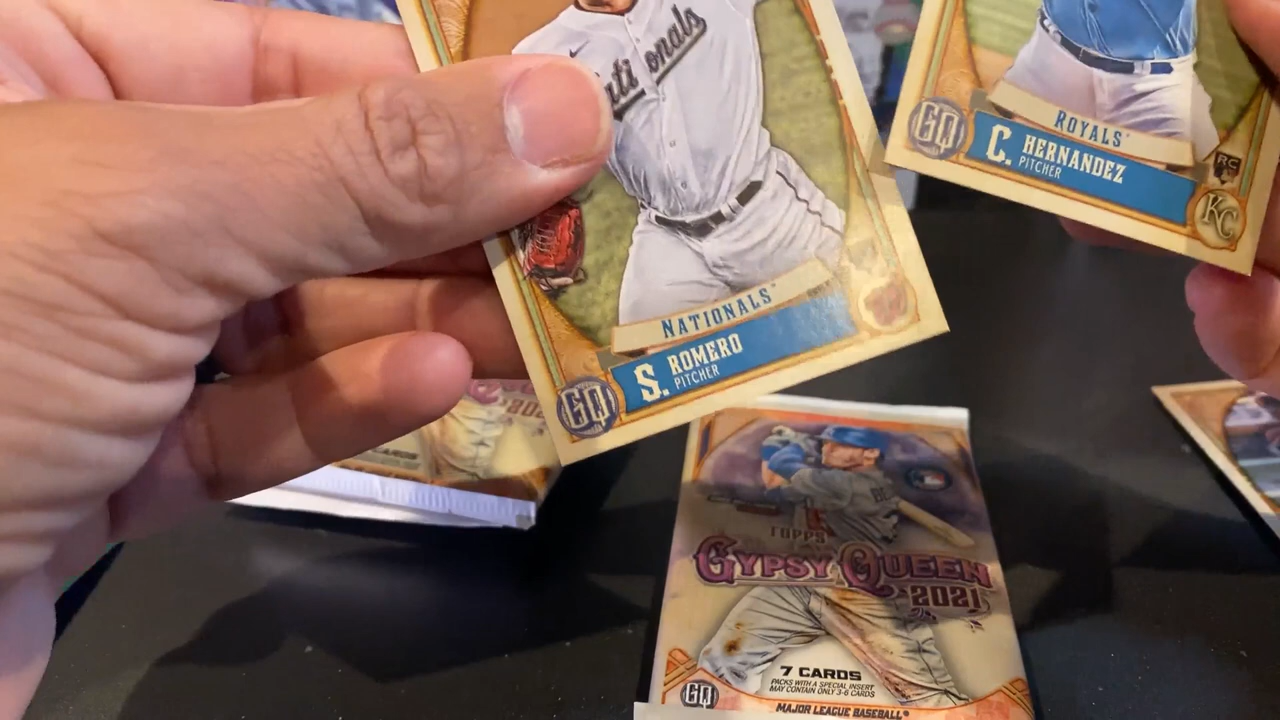 Nationals
NATIONALS
S. ROMERO
PITCHER
GQ
ROYALS
C. HERNANDEZ
PITCHER
RC
KC
GQ
CARDS
TOPPS
GYPSY QUEEN
2021
7 CARDS
PACKS WITH A SPECIAL INSERT
MAY CONTAIN ONLY 3-6 CARDS
GQ
MAJOR LEAGUE BASEBALL®